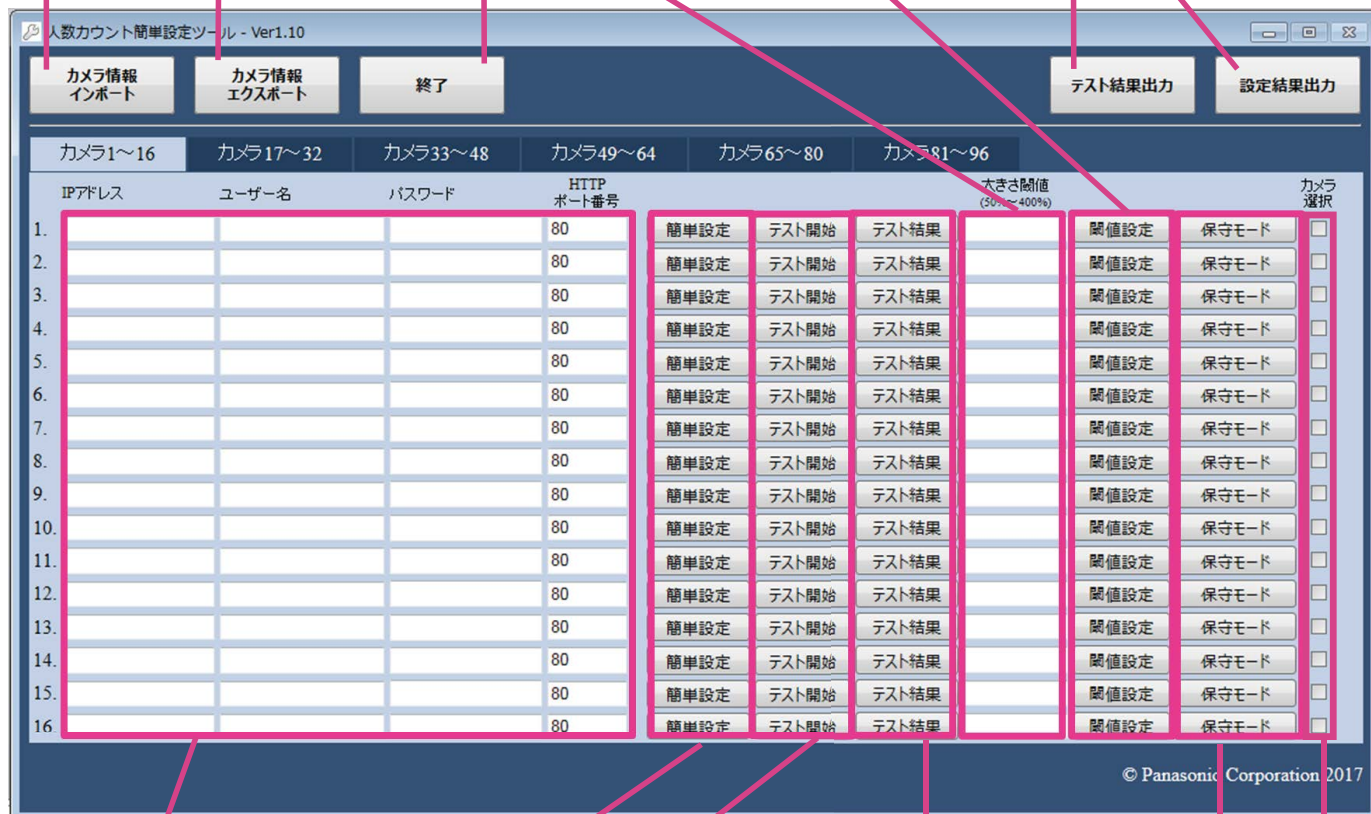 人数カウント簡単設定ツール - Ver1.10
カメラ情報
インポート
カメラ情報
エクスポート
終了
テスト結果出力
設定結果出力
カメラ1～16
カメラ17～32
カメラ33～48
カメラ49～64
カメラ65～80
カメラ81～96
IPアドレス
ユーザー名
パスワード
HTTP
ポート番号
大きさ閾値
(50%～400%)
カメラ
選択
1. 80 簡単設定 テスト開始 テスト結果 閾値設定 保守モード
2. 80 簡単設定 テスト開始 テスト結果 閾値設定 保守モード
3. 80 簡単設定 テスト開始 テスト結果 閾値設定 保守モード
4. 80 簡単設定 テスト開始 テスト結果 閾値設定 保守モード
5. 80 簡単設定 テスト開始 テスト結果 閾値設定 保守モード
6. 80 簡単設定 テスト開始 テスト結果 閾値設定 保守モード
7. 80 簡単設定 テスト開始 テスト結果 閾値設定 保守モード
8. 80 簡単設定 テスト開始 テスト結果 閾値設定 保守モード
9. 80 簡単設定 テスト開始 テスト結果 閾値設定 保守モード
10. 80 簡単設定 テスト開始 テスト結果 閾値設定 保守モード
11. 80 簡単設定 テスト開始 テスト結果 閾値設定 保守モード
12. 80 簡単設定 テスト開始 テスト結果 閾値設定 保守モード
13. 80 簡単設定 テスト開始 テスト結果 閾値設定 保守モード
14. 80 簡単設定 テスト開始 テスト結果 閾値設定 保守モード
15. 80 簡単設定 テスト開始 テスト結果 閾値設定 保守モード
16 80 簡単設定 テスト開始 テスト結果 閾値設定 保守モード
© Panasonic Corporation 2017